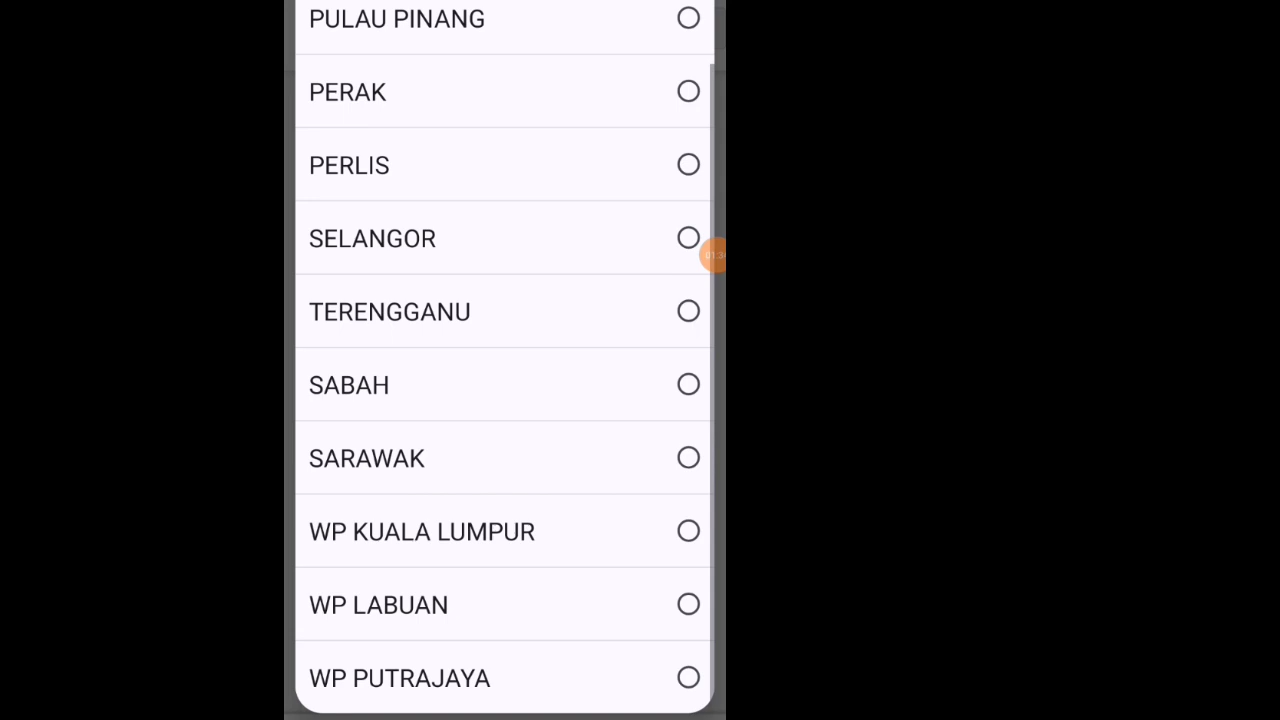 PULAU PINANG
PERAK
PERLIS
SELANGOR
TERENGGANU
SABAH
SARAWAK
WP KUALA LUMPUR
WP LABUAN
WP PUTRAJAYA